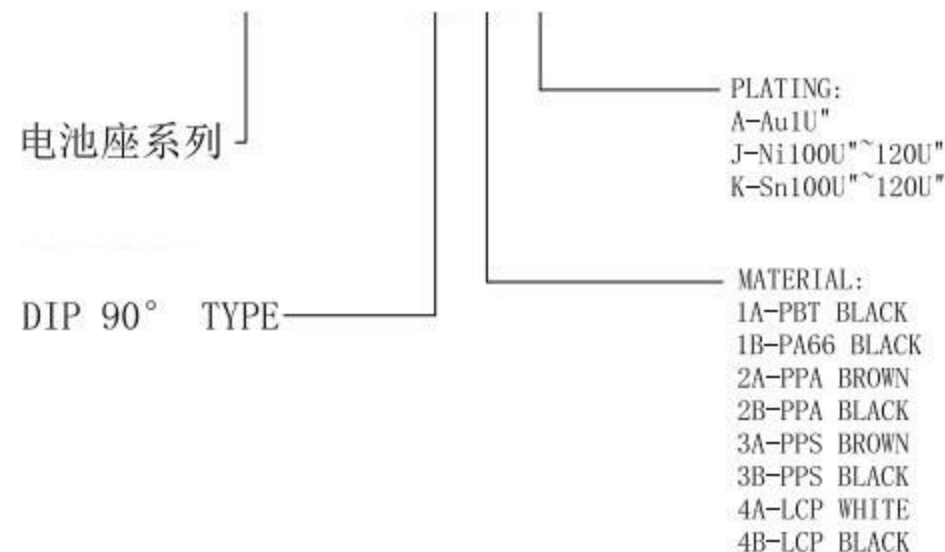 电池座系列
DIP 90° TYPE
PLATING:
A-Au1U"
J-Ni100U"~120U"
K-Sn100U"~120U"
MATERIAL:
1A-PBT BLACK
1B-PA66 BLACK
2A-PPA BROWN
2B-PPA BLACK
3A-PPS BROWN
3B-PPS BLACK
4A-LCP WHITE
4B-LCP BLACK